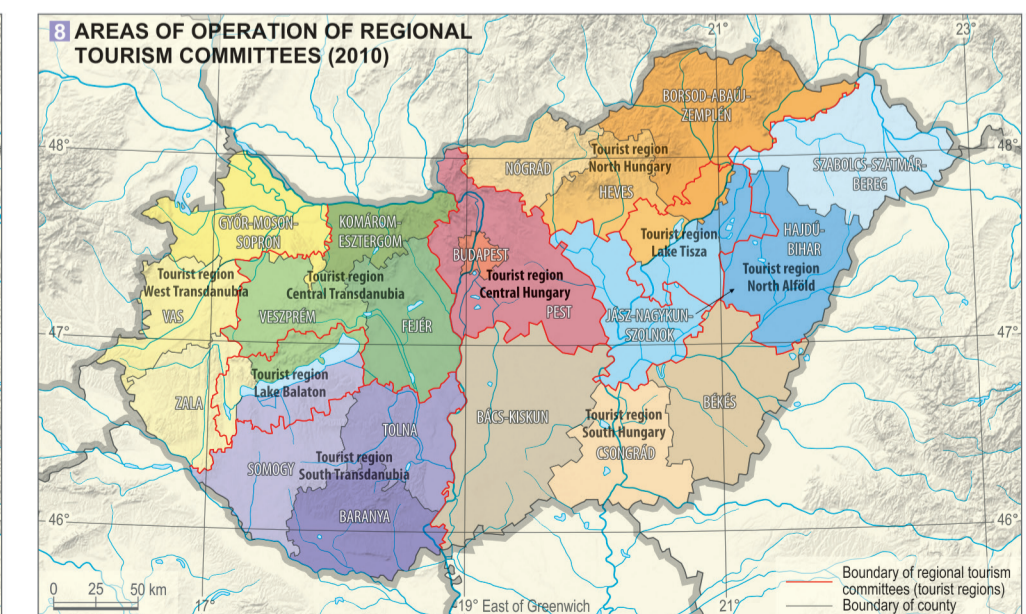 8 AREAS OF OPERATION OF REGIONAL
TOURISM COMMITTEES (2010)
21°
23°
BORSOD-ABAÚJ-
ZEMPLÉN
48°
48°
Tourist region
North Hungary
NÓGRÁD
HEVES
SZABOLCS-SZATMÁR-
BEREG
GYŐR-MOSON-
SOPRON
KOMÁROM-
ESZTERGOM
BUDAPEST
Tourist region
Lake Tisza
HAJDÚ-
BIHAR
Tourist region
West Transdanubia
Tourist region
Central Transdanubia
Tourist region
Central Hungary
Tourist region
North Alföld
VAS
VESZPRÉM
FEJÉR
PEST
JÁSZ-NAGYKUN-
SZOLNOK
47°
47°
Tourist region
Lake Balaton
ZALA
TOLNA
BÁCS-KISKUN
Tourist region
South Hungary
CSONGRÁD
BÉKÉS
SOMOGY
Tourist region
South Transdanubia
BARANYA
46°
46°
0 25 50 km
17°
19° East of Greenwich
21°
Boundary of regional tourism
committees (tourist regions)
Boundary of county